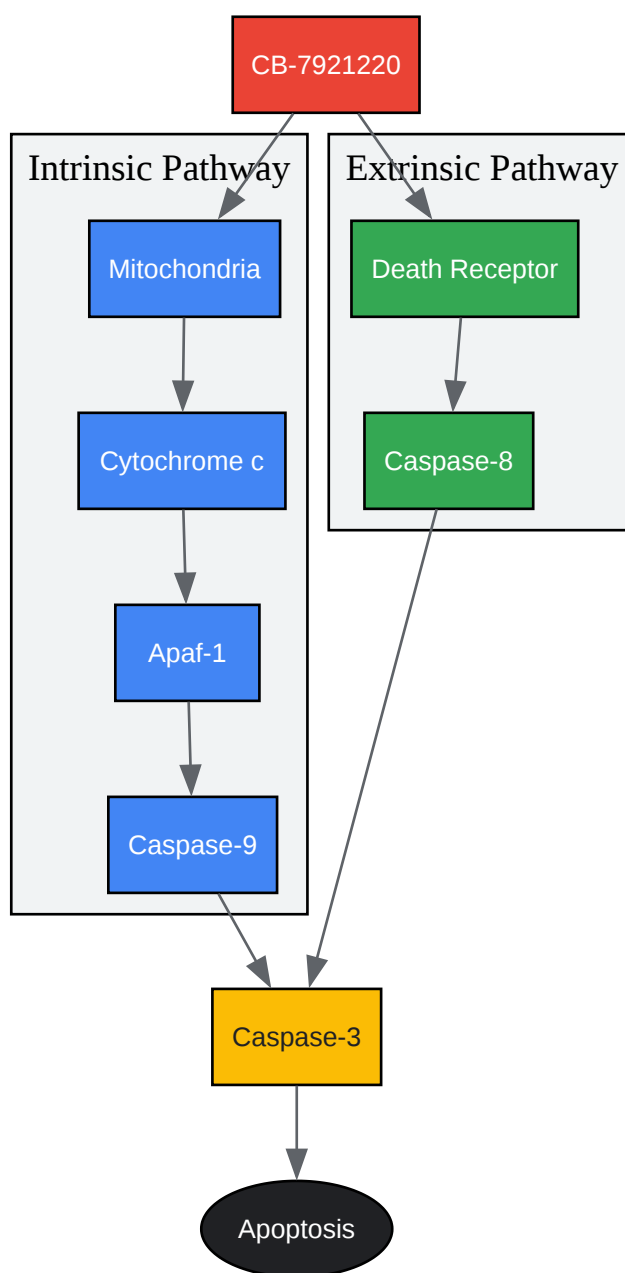 CB-7921220
Intrinsic Pathway
Extrinsic Pathway
Mitochondria
Death Receptor
Cytochrome c
Caspase-8
Apaf-1
Caspase-9
Caspase-3
Apoptosis